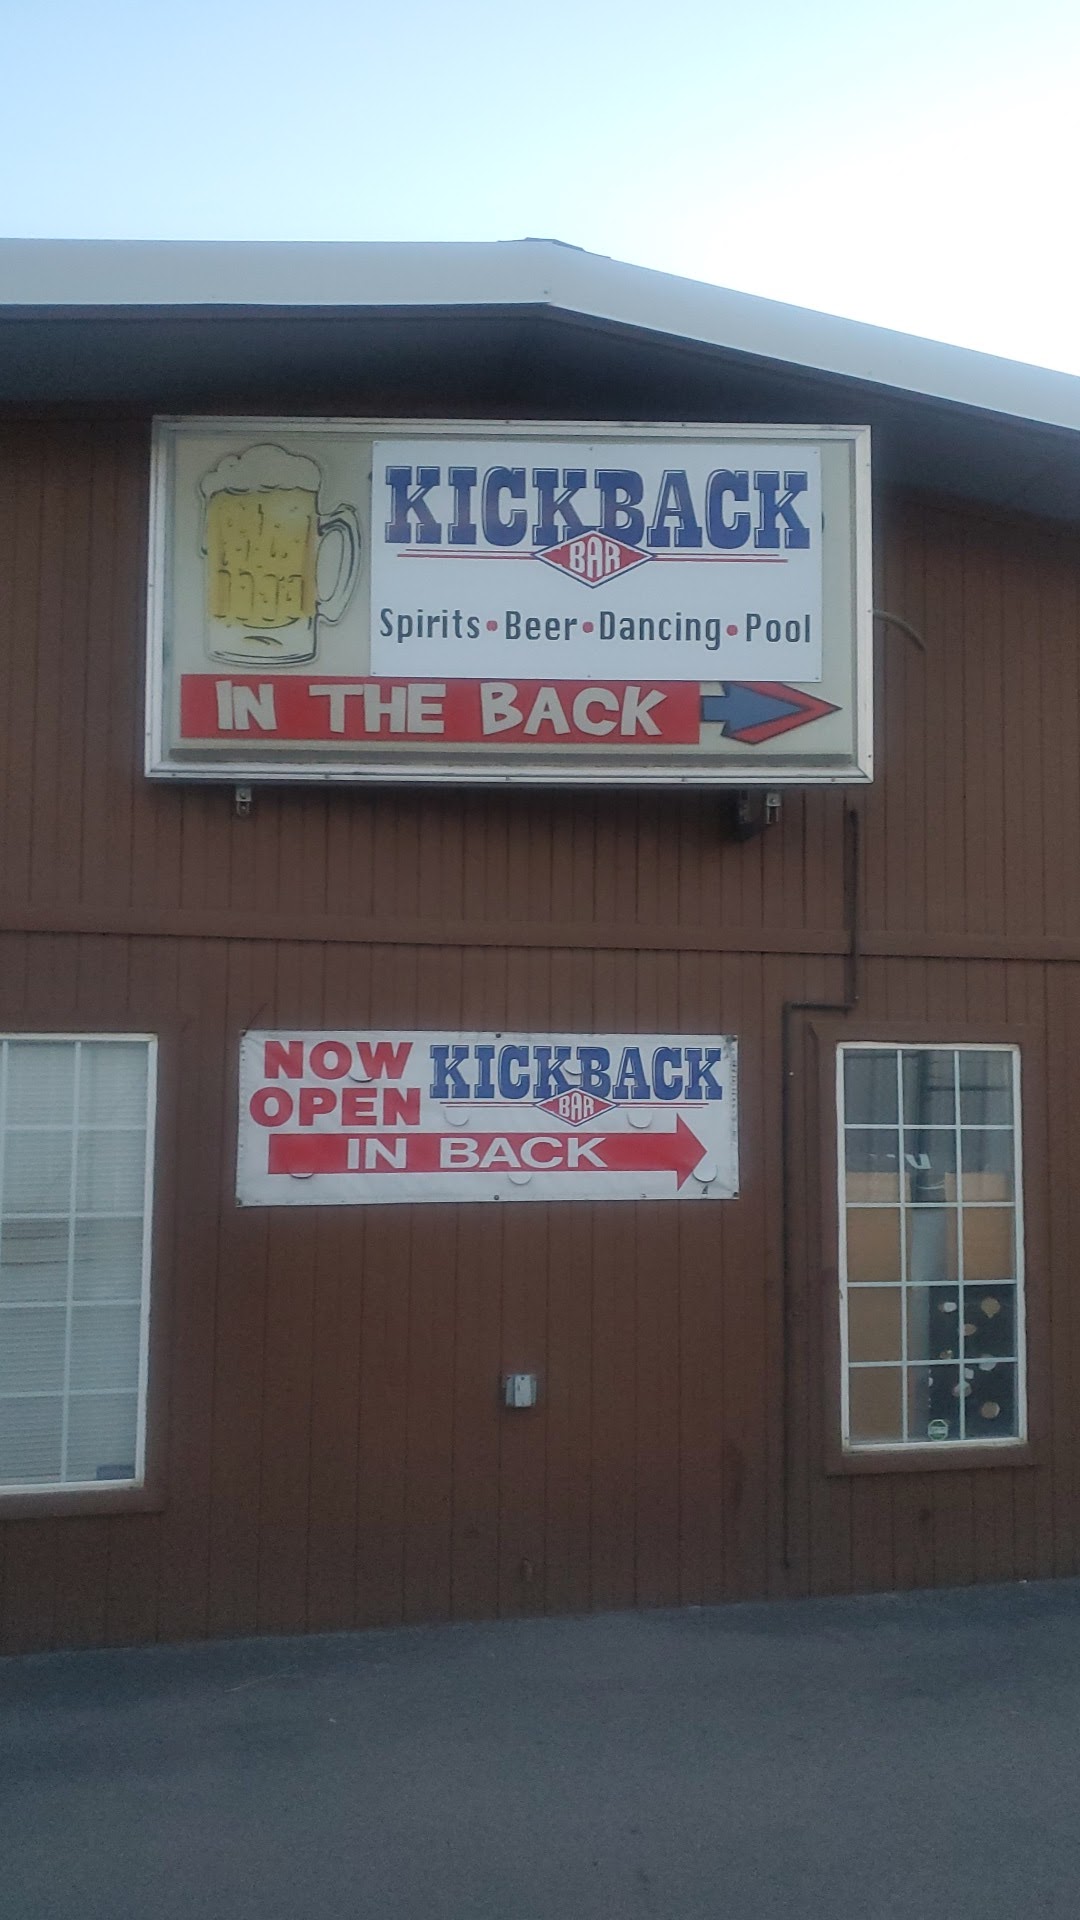 KICKBACK
BAR
Spirits • Beer • Dancing • Pool
IN THE BACK
NOW OPEN
KICKBACK
BAR
IN BACK